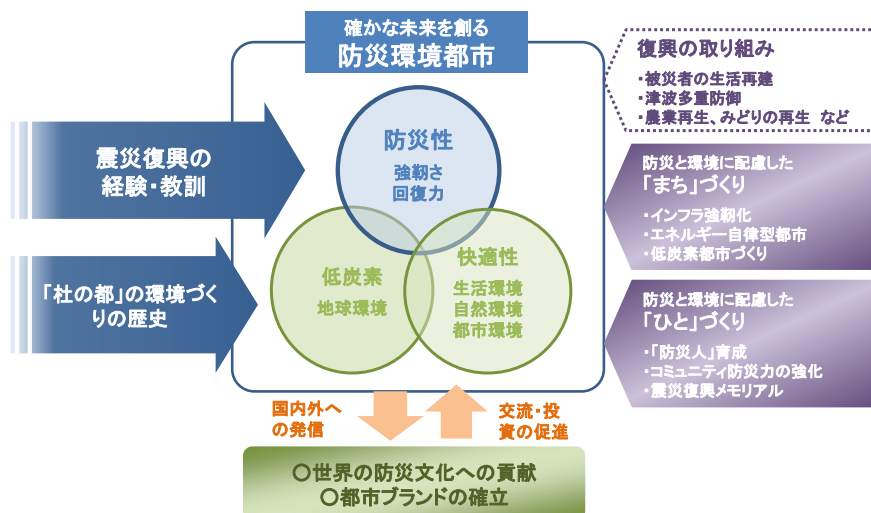 確かな未来を創る
防災環境都市
震災復興の
経験・教訓
「杜の都」の環境づく
りの歴史
防災性
強靭さ
回復力
低炭素
地球環境
快適性
生活環境
自然環境
都市環境
復興の取り組み
・被災者の生活再建
・津波多重防御
・農業再生、みどりの再生 など
防災と環境に配慮した
「まち」づくり
・インフラ強靭化
・エネルギー自律型都市
・低炭素都市づくり
防災と環境に配慮した
「ひと」づくり
・「防災人」育成
・コミュニティ防災力の強化
・震災復興メモリアル
国内外へ
の発信
交流・投
資の促進
〇世界の防災文化への貢献
〇都市ブランドの確立